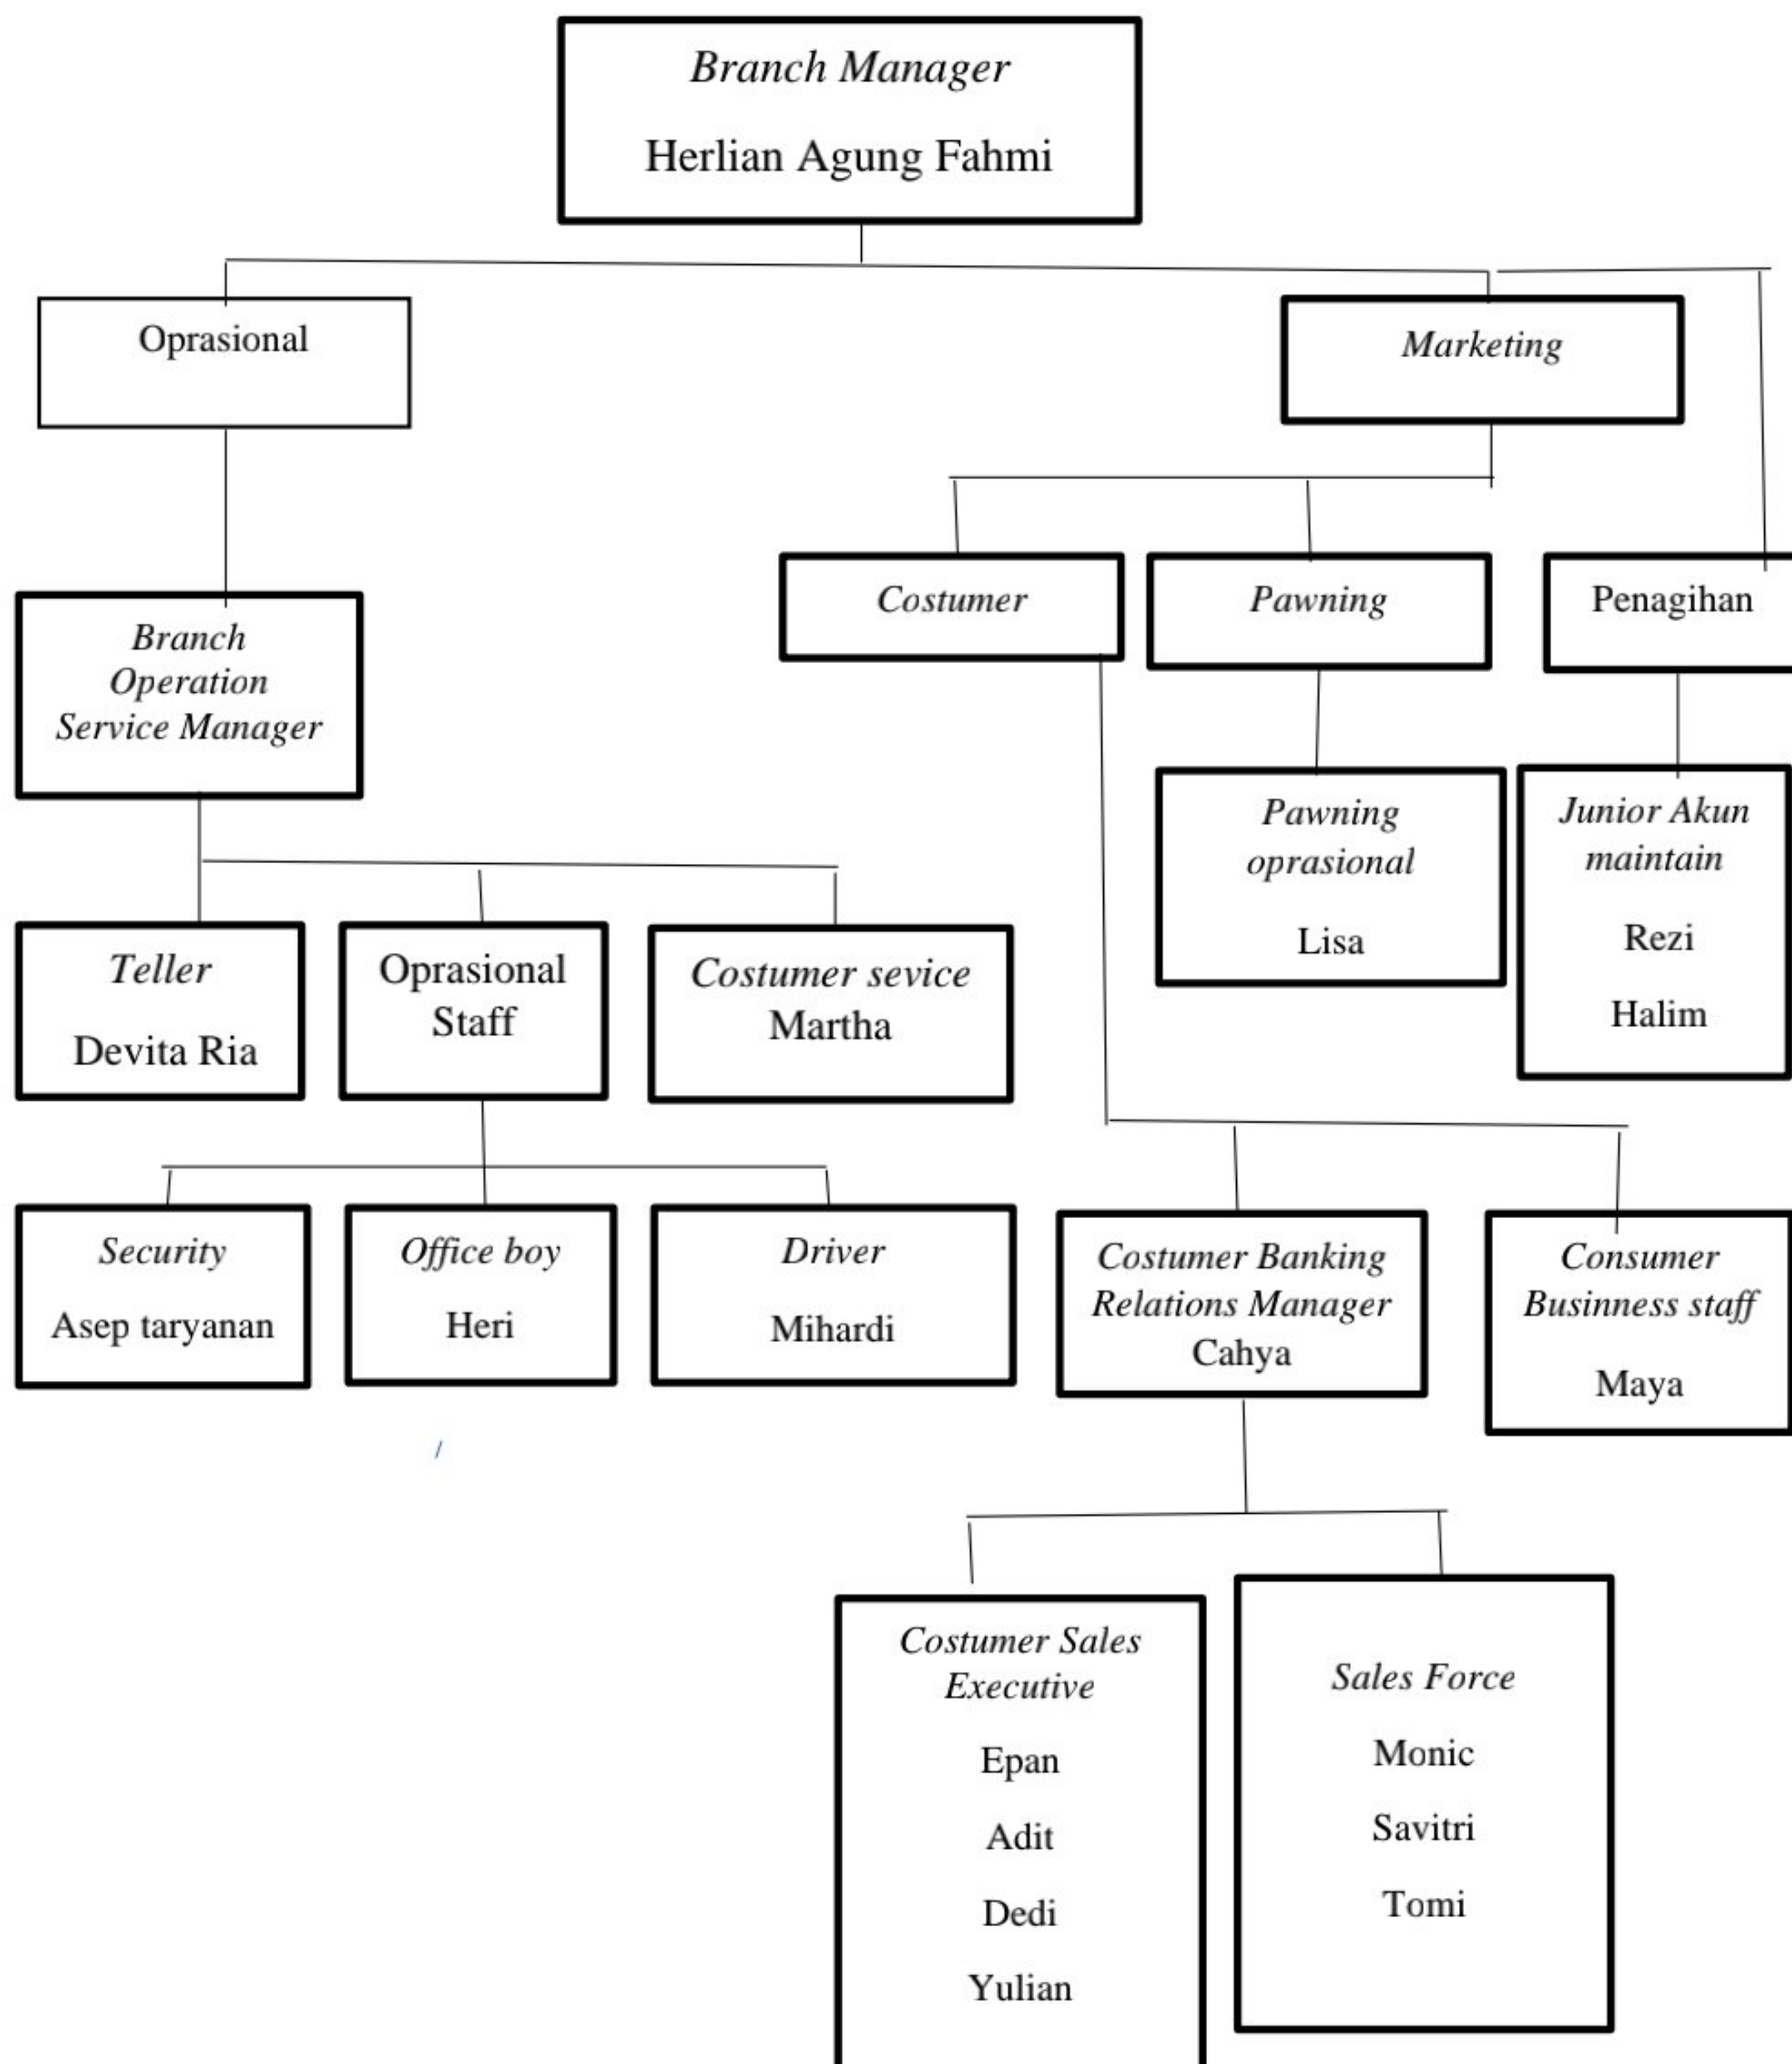 Branch Manager
Herlian Agung Fahmi
Oprasional
Marketing
Costumer
Pawning
Penagihan
Branch
Operation
Service Manager
Pawning
oprasional
Lisa
Junior Akun
maintain
Rezi
Halim
Teller
Devita Ria
Oprasional
Staff
Costumer sevice
Martha
Security
Asep taryanan
Office boy
Heri
Driver
Mihardi
Costumer Banking
Relations Manager
Cahya
Consumer
Businness staff
Maya
Costumer Sales
Executive
Epan
Adit
Dedi
Yulian
Sales Force
Monic
Savitri
Tomi